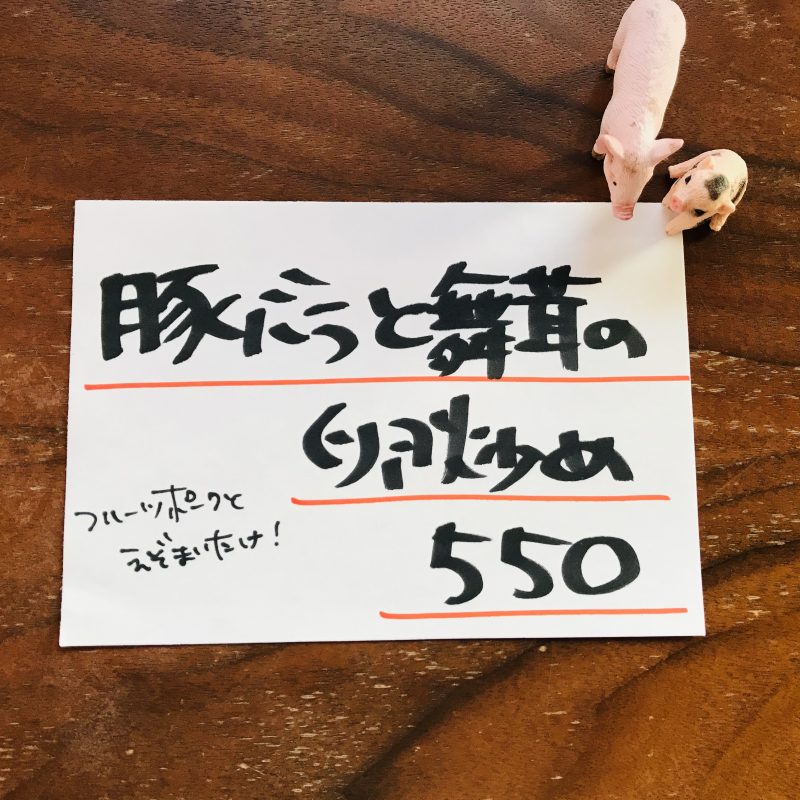 豚にらと舞茸の
卵炒め
フルーツポークと
えぞまいたけ!
550